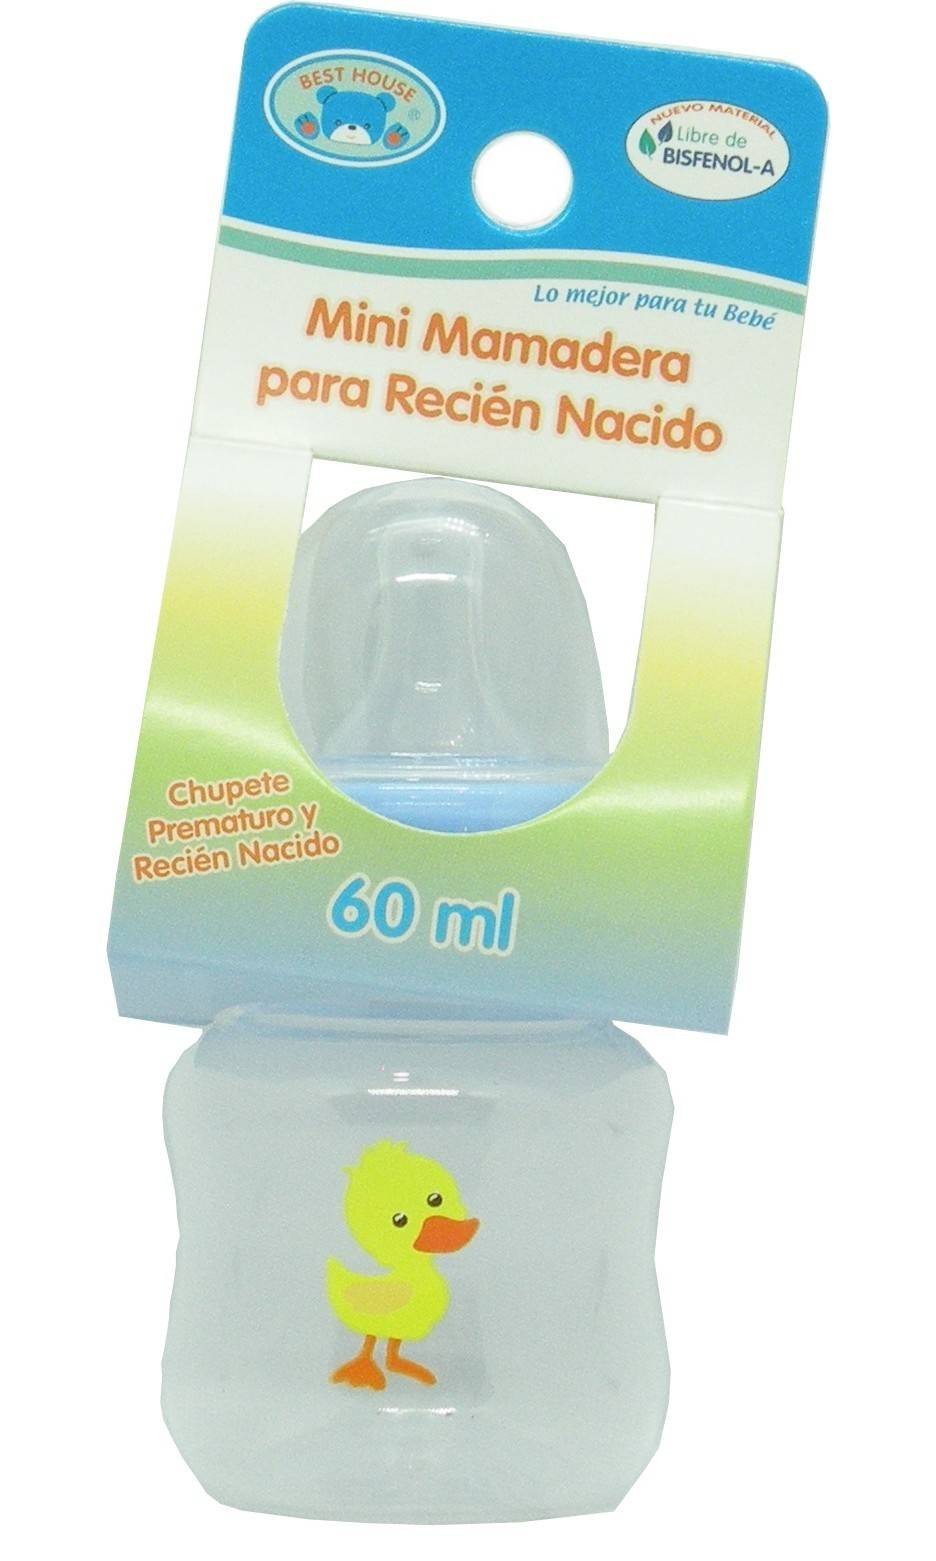 BEST HOUSE
®
NUEVO MATERIAL
Libre de
BISFENOL-A
Lo mejor para tu Bebé
Mini Mamadera
para Recién Nacido
Chupete
Prematuro y
Recién Nacido
60 ml